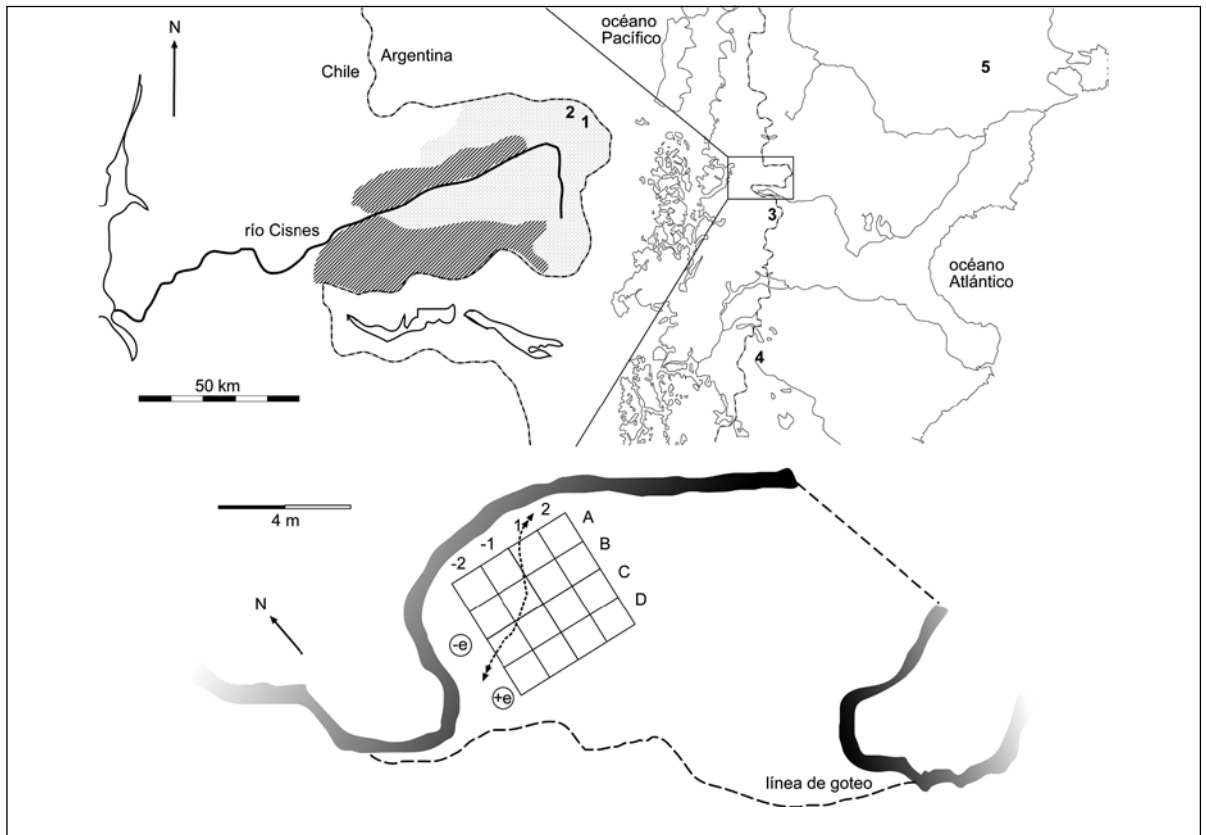 N
Chile
Argentina
2
1
río Cisnes
50 km
océano
Pacífico
5
3
océano
Atlántico
4
4 m
N
-2
-1
1
2
A
B
C
D
-e
+e
línea de goteo